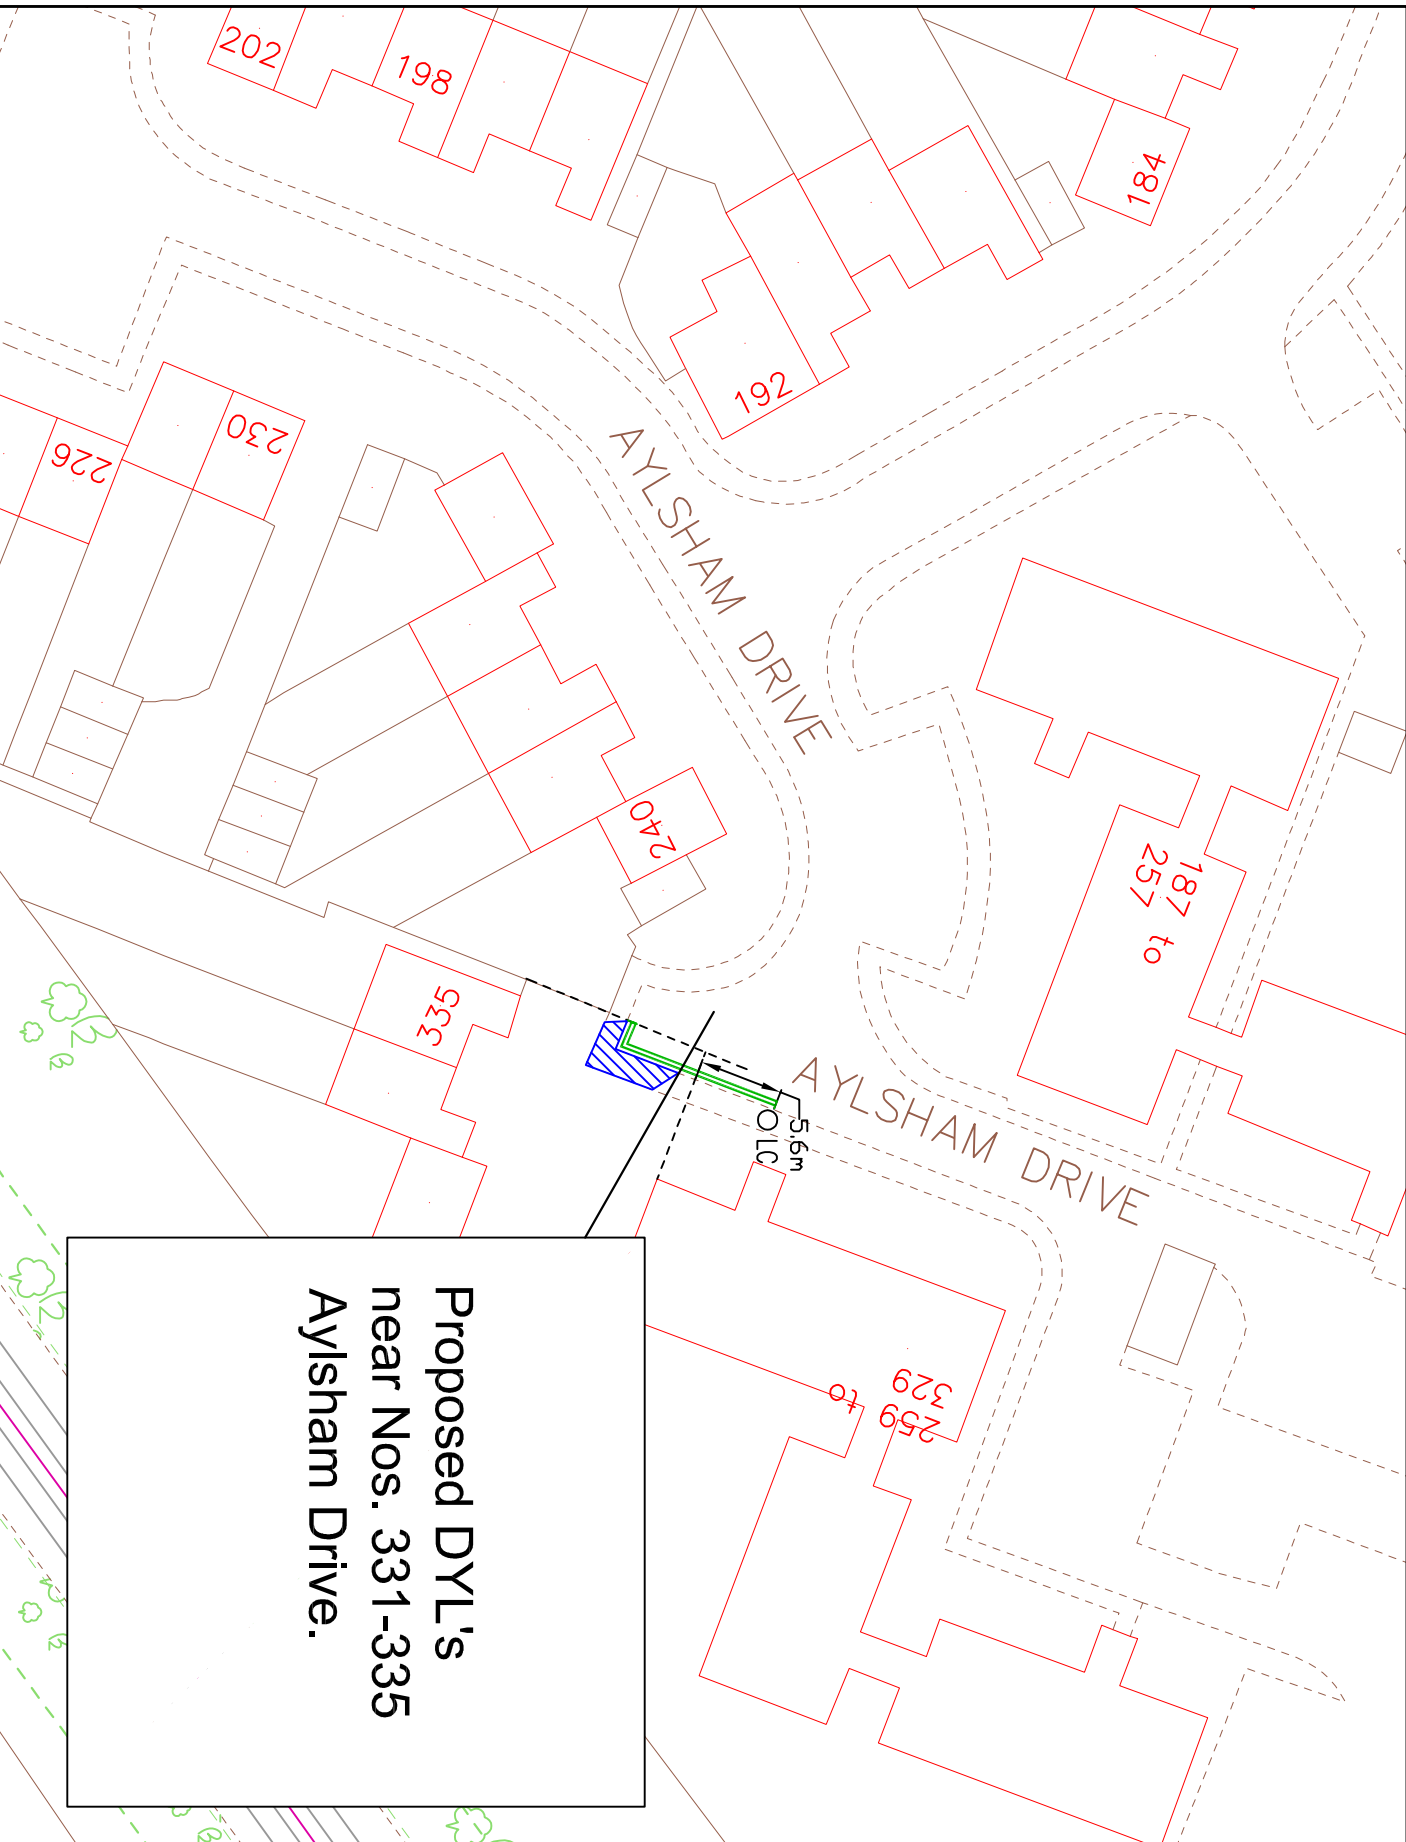 202
198
184
192
230
226
AYLSHAM DRIVE
240
187 to
257
335
AYLSHAM DRIVE
5.6m
LC
259
to
329
Proposed DYL's
near Nos. 331-335
Aylsham Drive.